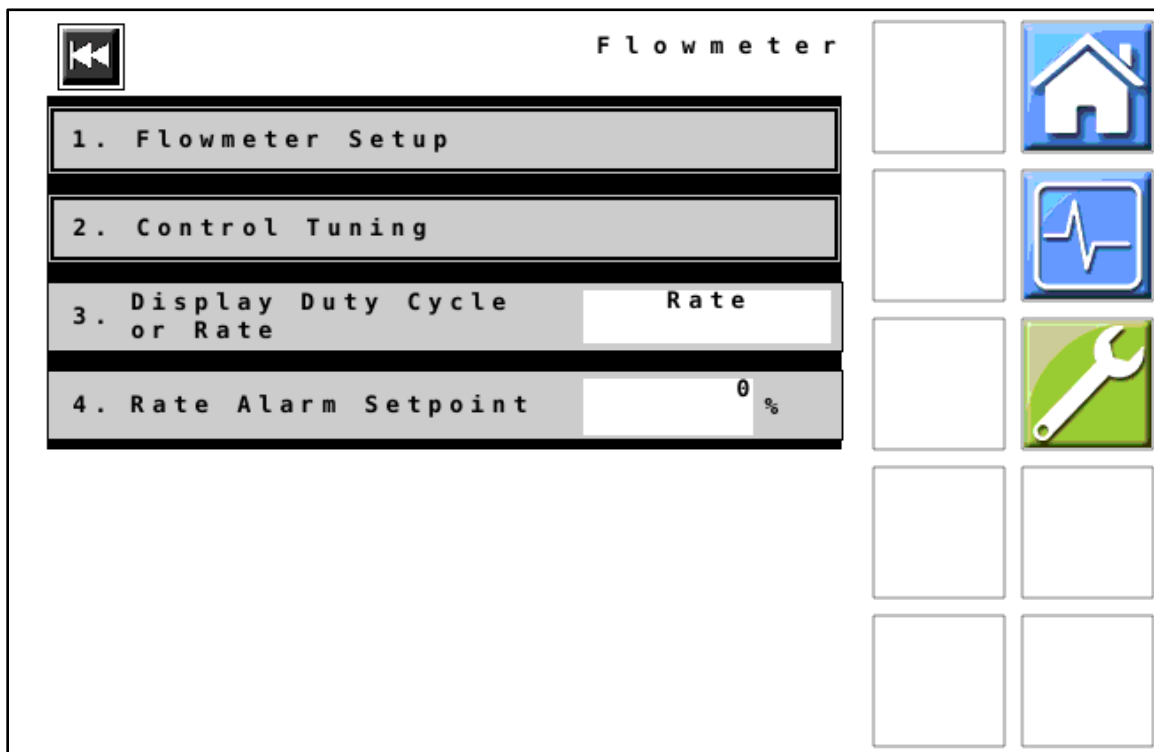 Flowmeter
1. Flowmeter Setup
2. Control Tuning
3. Display Duty Cycle
or Rate
Rate
4. Rate Alarm Setpoint
0 %